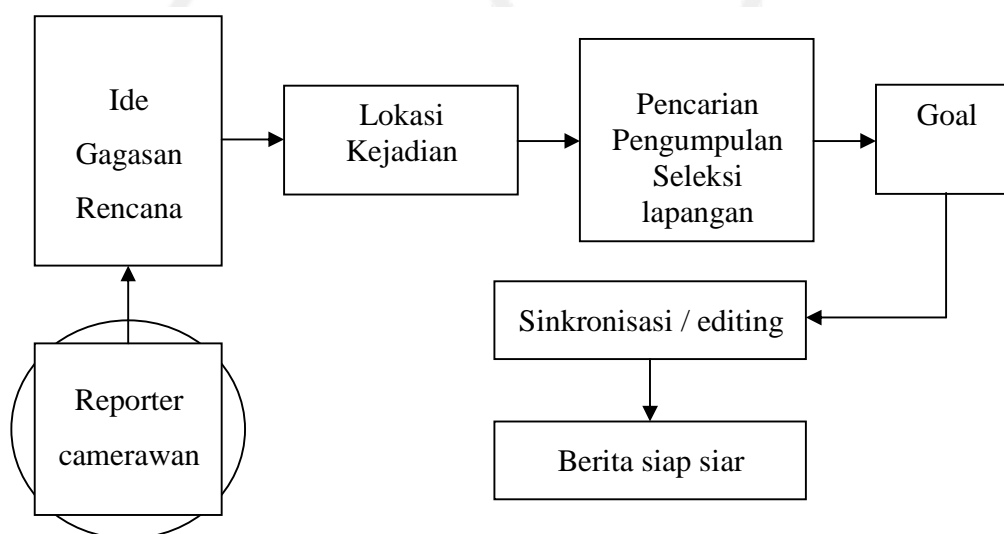 Ide
Gagasan
Rencana
Lokasi
Kejadian
Pencarian
Pengumpulan
Seleksi
lapangan
Goal
Sinkronisasi / editing
Reporter
camerawan
Berita siap siar